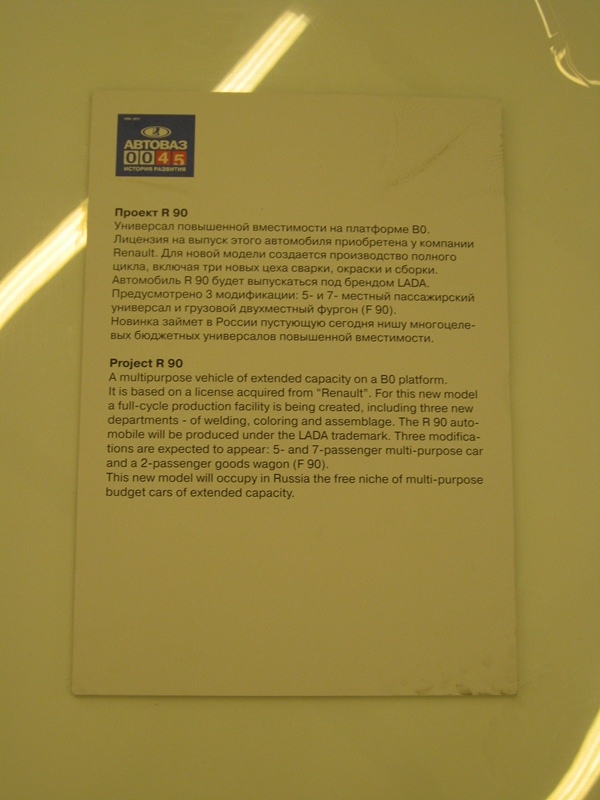 АВТОВАЗ
0045
ИСТОРИЯ РАЗВИТИЯ
Проект R 90
Универсал повышенной вместимости на платформе В0.
Лицензия на выпуск этого автомобиля приобретена у компании
Renault. Для новой модели создается производство полного
цикла, включая три новых цеха сварки, окраски и сборки.
Автомобиль R 90 будет выпускаться под брендом LADA.
Предусмотрено 3 модификации: 5- и 7- местный пассажирский
универсал и грузовой двухместный фургон (F 90).
Новинка займет в России пустующую сегодня нишу многоцеле-
вых бюджетных универсалов повышенной вместимости.
Project R 90
A multipurpose vehicle of extended capacity on a B0 platform.
It is based on a license acquired from "Renault". For this new model
a full-cycle production facility is being created, including three new
departments - of welding, coloring and assemblage. The R 90 auto-
mobile will be produced under the LADA trademark. Three modifica-
tions are expected to appear: 5- and 7-passenger multi-purpose car
and a 2-passenger goods wagon (F 90).
This new model will occupy in Russia the free niche of multi-purpose
budget cars of extended capacity.